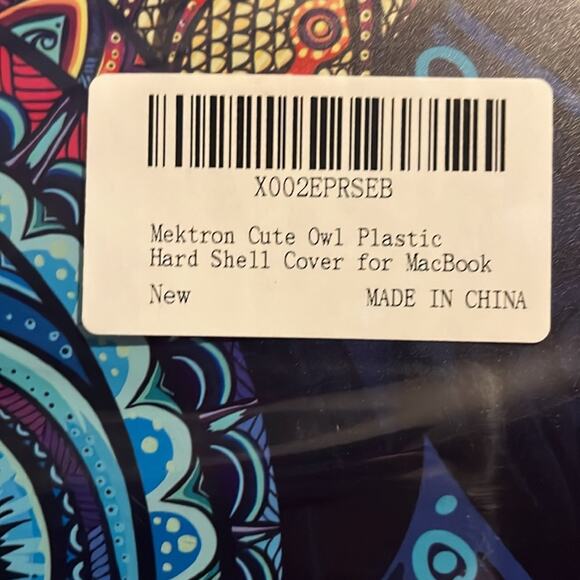 X002EPRSEB
Mektron Cute Owl Plastic
Hard Shell Cover for MacBook
New MADE IN CHINA